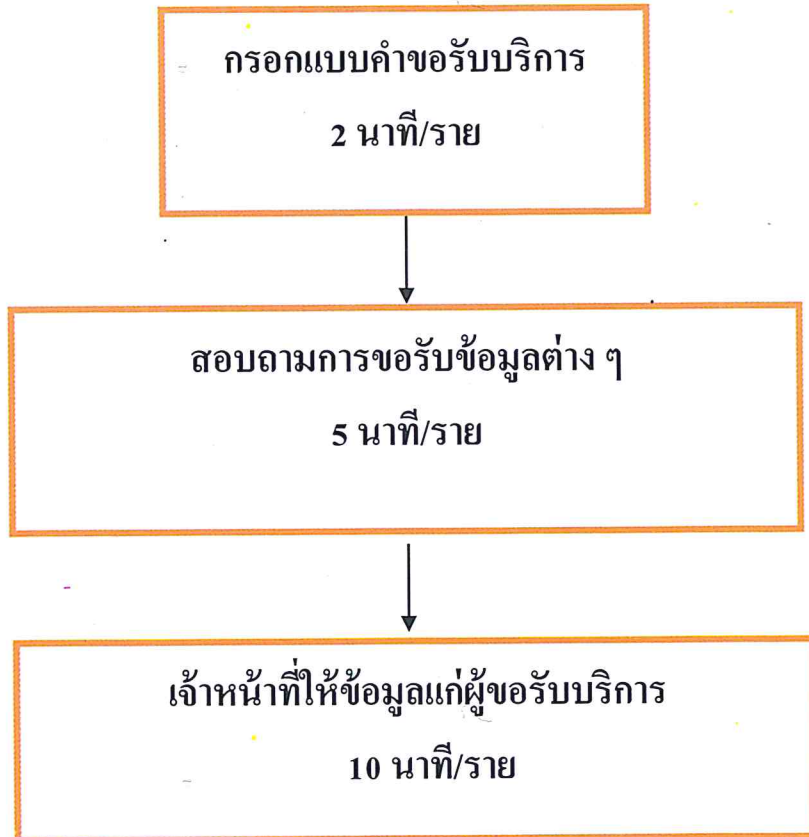 กรอกแบบคำขอรับบริการ
2 นาที/ราย
สอบถามการขอรับข้อมูลต่าง ๆ
5 นาที/ราย
เจ้าหน้าที่ให้ข้อมูลแก่ผู้ขอรับบริการ
10 นาที/ราย